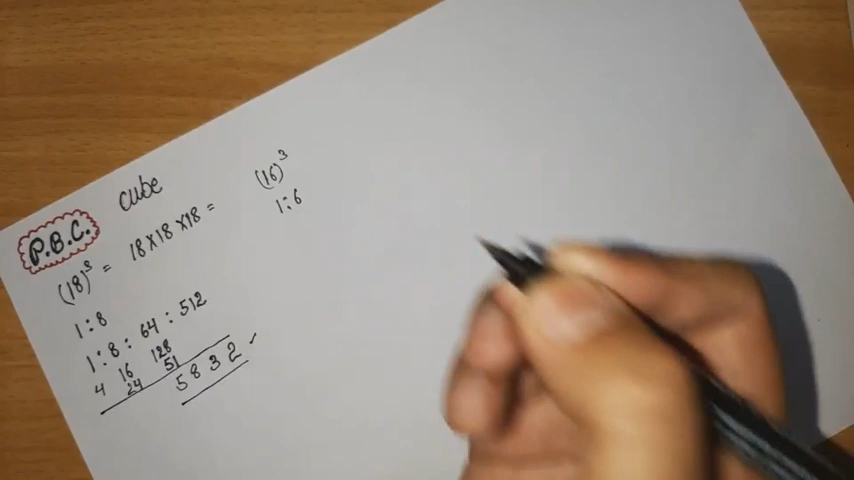 P.B.C. cube
(18)³ = 18×18×18 =
1:8
1:8:64:512
16 128
4 24 51
5832 ✓
(16)³
1:6